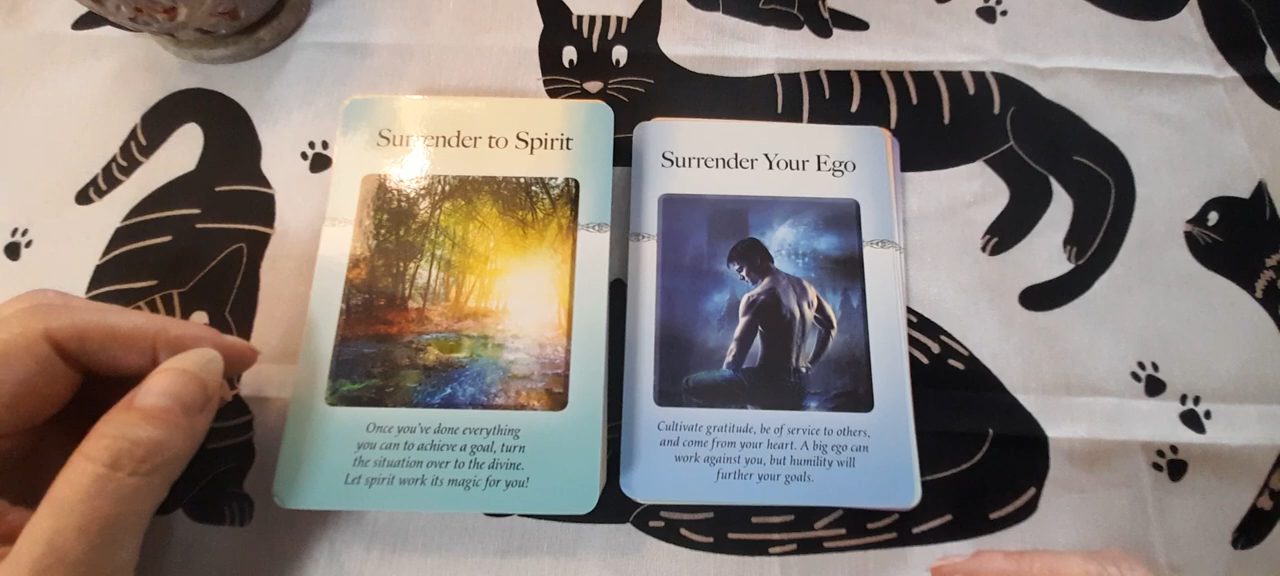 Surrender to Spirit
Once you've done everything
you can to achieve a goal, turn
the situation over to the divine.
Let spirit work its magic for you!
Surrender Your Ego
Cultivate gratitude, be of service to others,
and come from your heart. A big ego can
work against you, but humility will
further your goals.